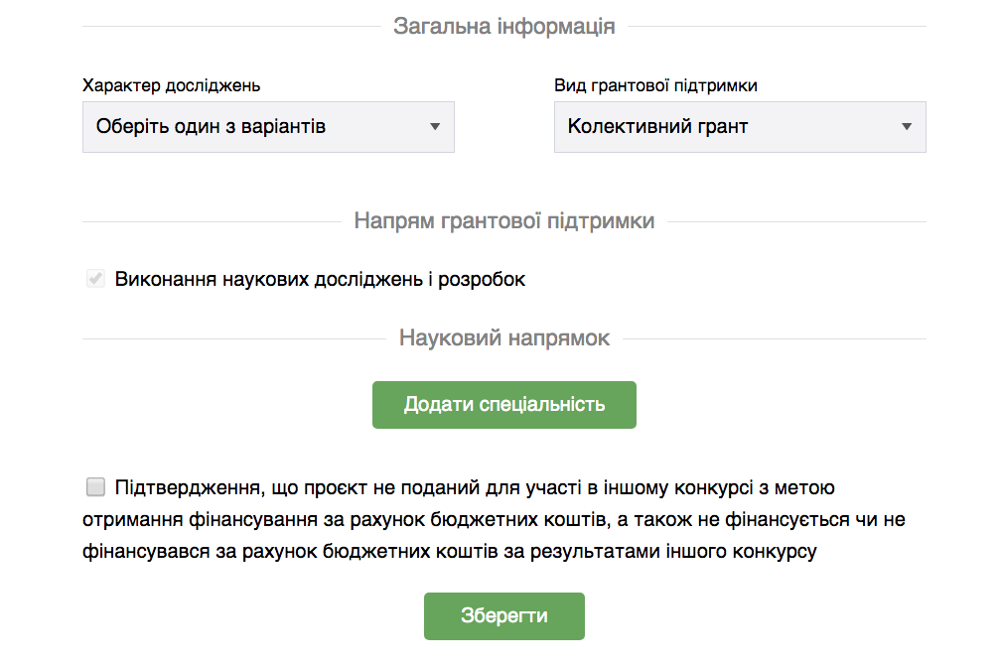 Загальна інформація
Характер досліджень
Вид грантової підтримки
Оберіть один з варіантів
Колективний грант
Напрям грантової підтримки
Виконання наукових досліджень і розробок
Науковий напрямок
Додати спеціальність
Підтвердження, що проєкт не поданий для участі в іншому конкурсі з метою
отримання фінансування за рахунок бюджетних коштів, а також не фінансується чи не
фінансувався за рахунок бюджетних коштів за результатами іншого конкурсу
Зберегти